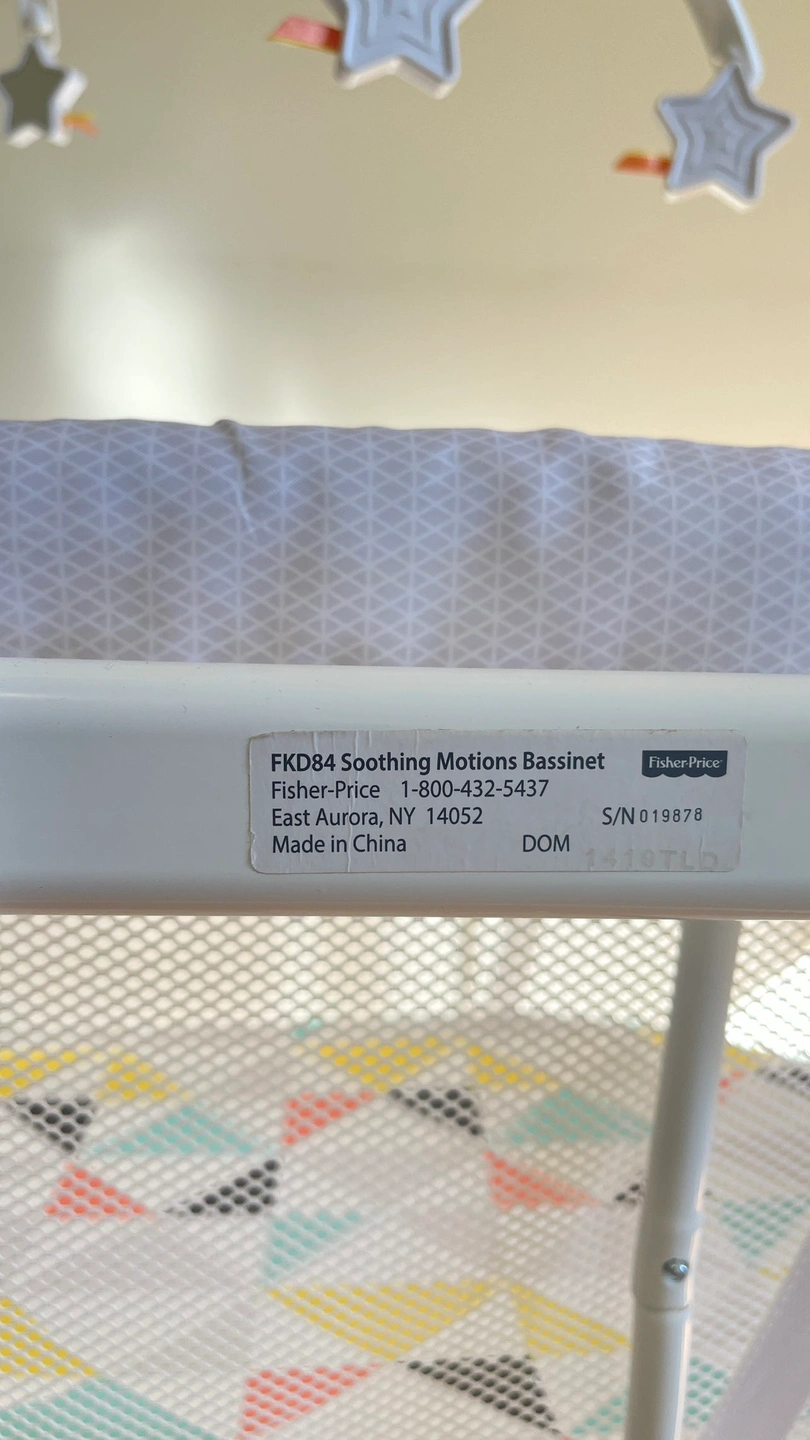 FKD84 Soothing Motions Bassinet
Fisher-Price
Fisher-Price 1-800-432-5437
East Aurora, NY 14052
S/N 019878
Made in China
DOM